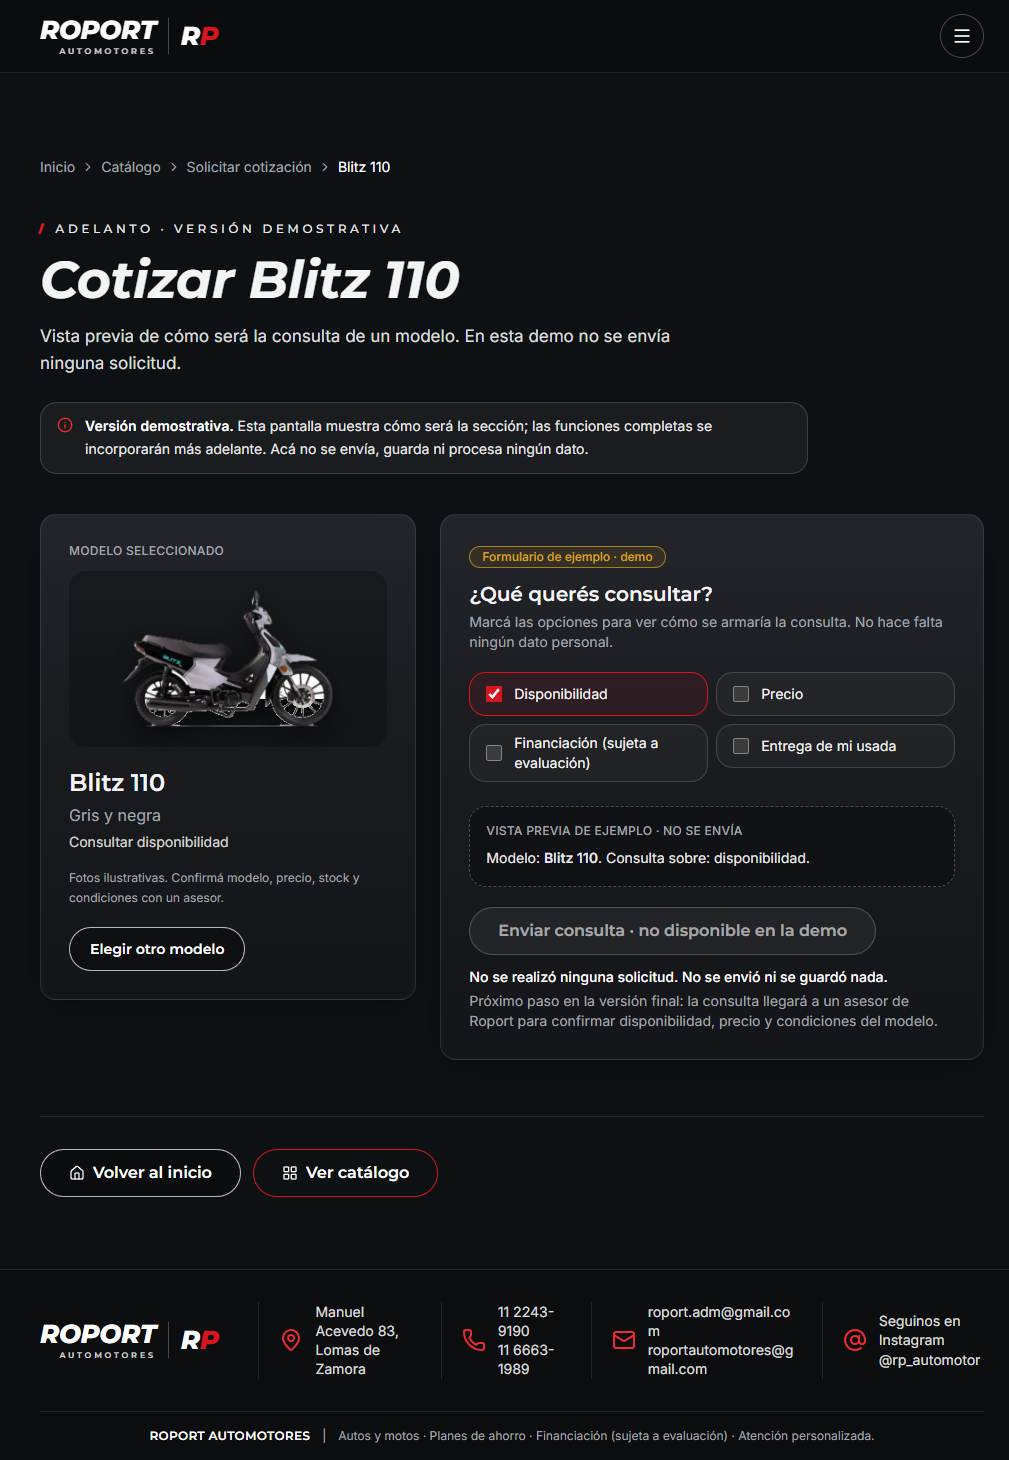 ROPORT
AUTOMOTORES
RP
Inicio > Catálogo > Solicitar cotización > Blitz 110
ADELANTO · VERSIÓN DEMOSTRATIVA
Cotizar Blitz 110
Vista previa de cómo será la consulta de un modelo. En esta demo no se envía
ninguna solicitud.
Versión demostrativa. Esta pantalla muestra cómo será la sección; las funciones completas se
incorporarán más adelante. Acá no se envía, guarda ni procesa ningún dato.
MODELO SELECCIONADO
BLITZ
Blitz 110
Gris y negra
Consultar disponibilidad
Fotos ilustrativas. Confirmá modelo, precio, stock y
condiciones con un asesor.
Elegir otro modelo
Formulario de ejemplo · demo
¿Qué querés consultar?
Marcá las opciones para ver cómo se armaría la consulta. No hace falta
ningún dato personal.
Disponibilidad
Precio
Financiación (sujeta a
evaluación)
Entrega de mi usada
VISTA PREVIA DE EJEMPLO · NO SE ENVÍA
Modelo: Blitz 110. Consulta sobre: disponibilidad.
Enviar consulta · no disponible en la demo
No se realizó ninguna solicitud. No se envió ni se guardó nada.
Próximo paso en la versión final: la consulta llegará a un asesor de
Roport para confirmar disponibilidad, precio y condiciones del modelo.
Volver al inicio
Ver catálogo
ROPORT
AUTOMOTORES
RP
Manuel
Acevedo 83,
Lomas de
Zamora
11 2243-
9190
11 6663-
1989
roport.adm@gmail.co
m
roportautomotores@g
mail.com
Seguinos en
Instagram
@rp_automotor
ROPORT AUTOMOTORES | Autos y motos · Planes de ahorro · Financiación (sujeta a evaluación) · Atención personalizada.